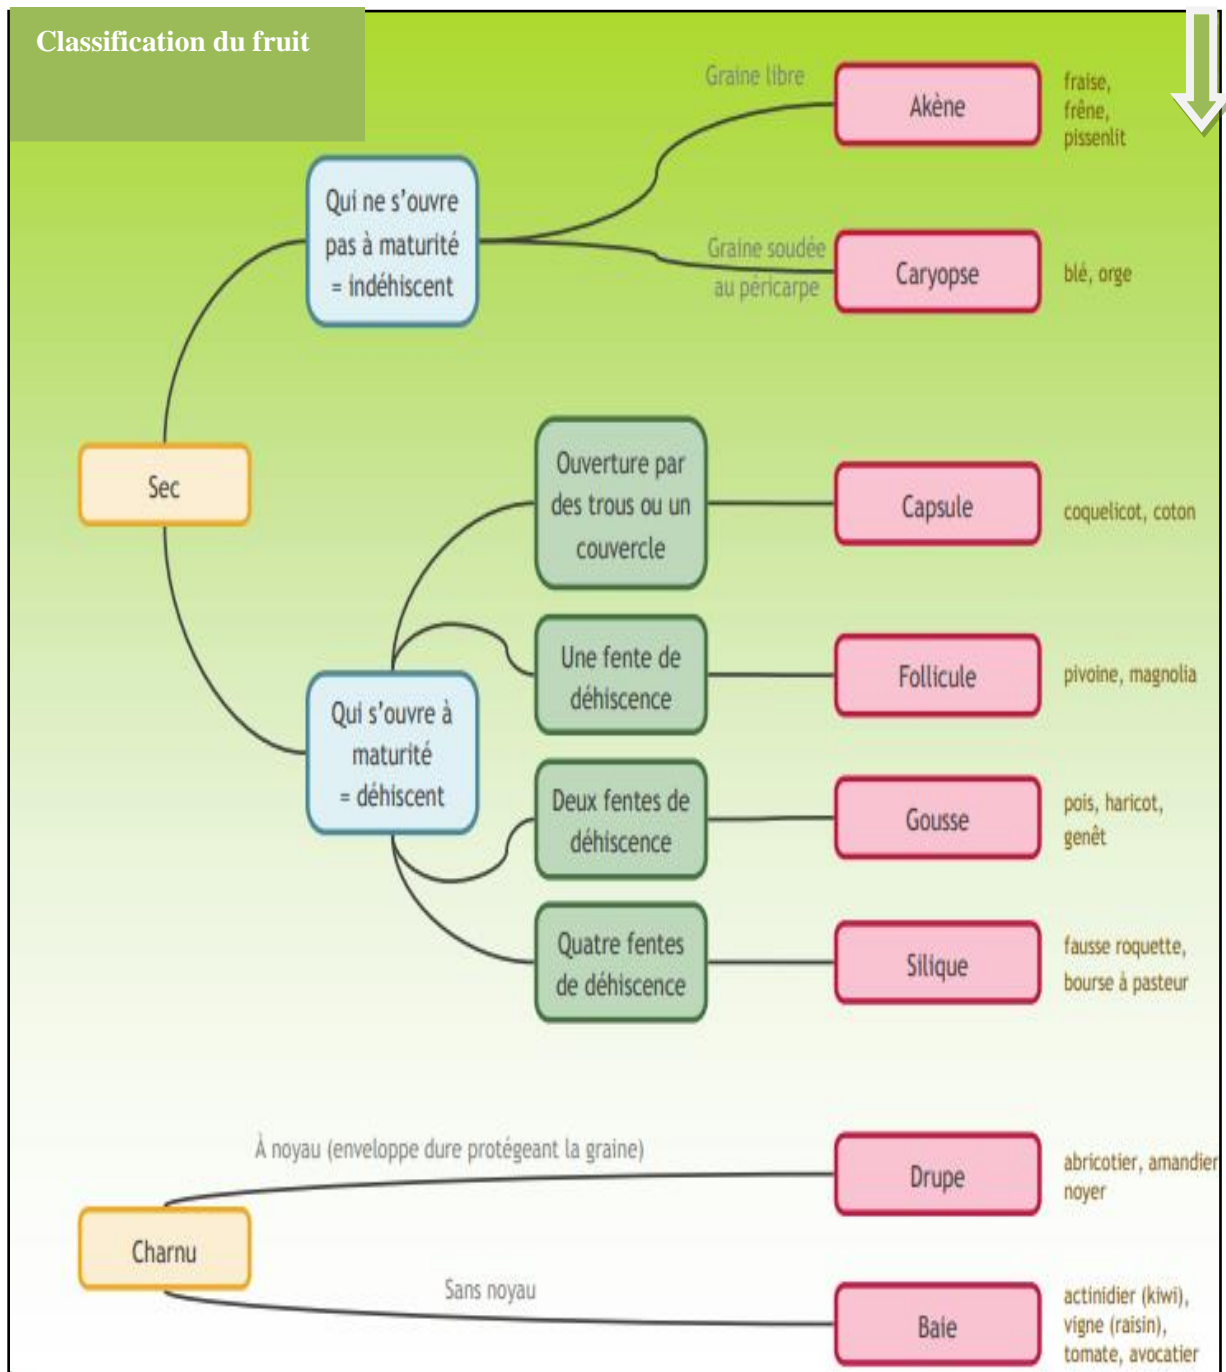 Classification du fruit
Graine libre
Akène
fraise,
frêne,
pissenlit
Qui ne s'ouvre
pas à maturité
= indéhiscent
Graine soudée
au péricarpe
Caryopse
blé, orge
Sec
Ouverture par
des trous ou un
couvercle
Capsule
coquelicot, coton
Une fente de
déhiscence
Follicule
pivoine, magnolia
Qui s'ouvre à
maturité
= déhiscent
Deux fentes de
déhiscence
Gousse
pois, haricot,
genêt
Quatre fentes
de déhiscence
Silique
fausse roquette,
bourse à pasteur
À noyau (enveloppe dure protégeant la graine)
Drupe
abricotier, amandier
noyer
Charnu
Sans noyau
Baie
actinidier (kiwi),
vigne (raisin),
tomate, avocatier